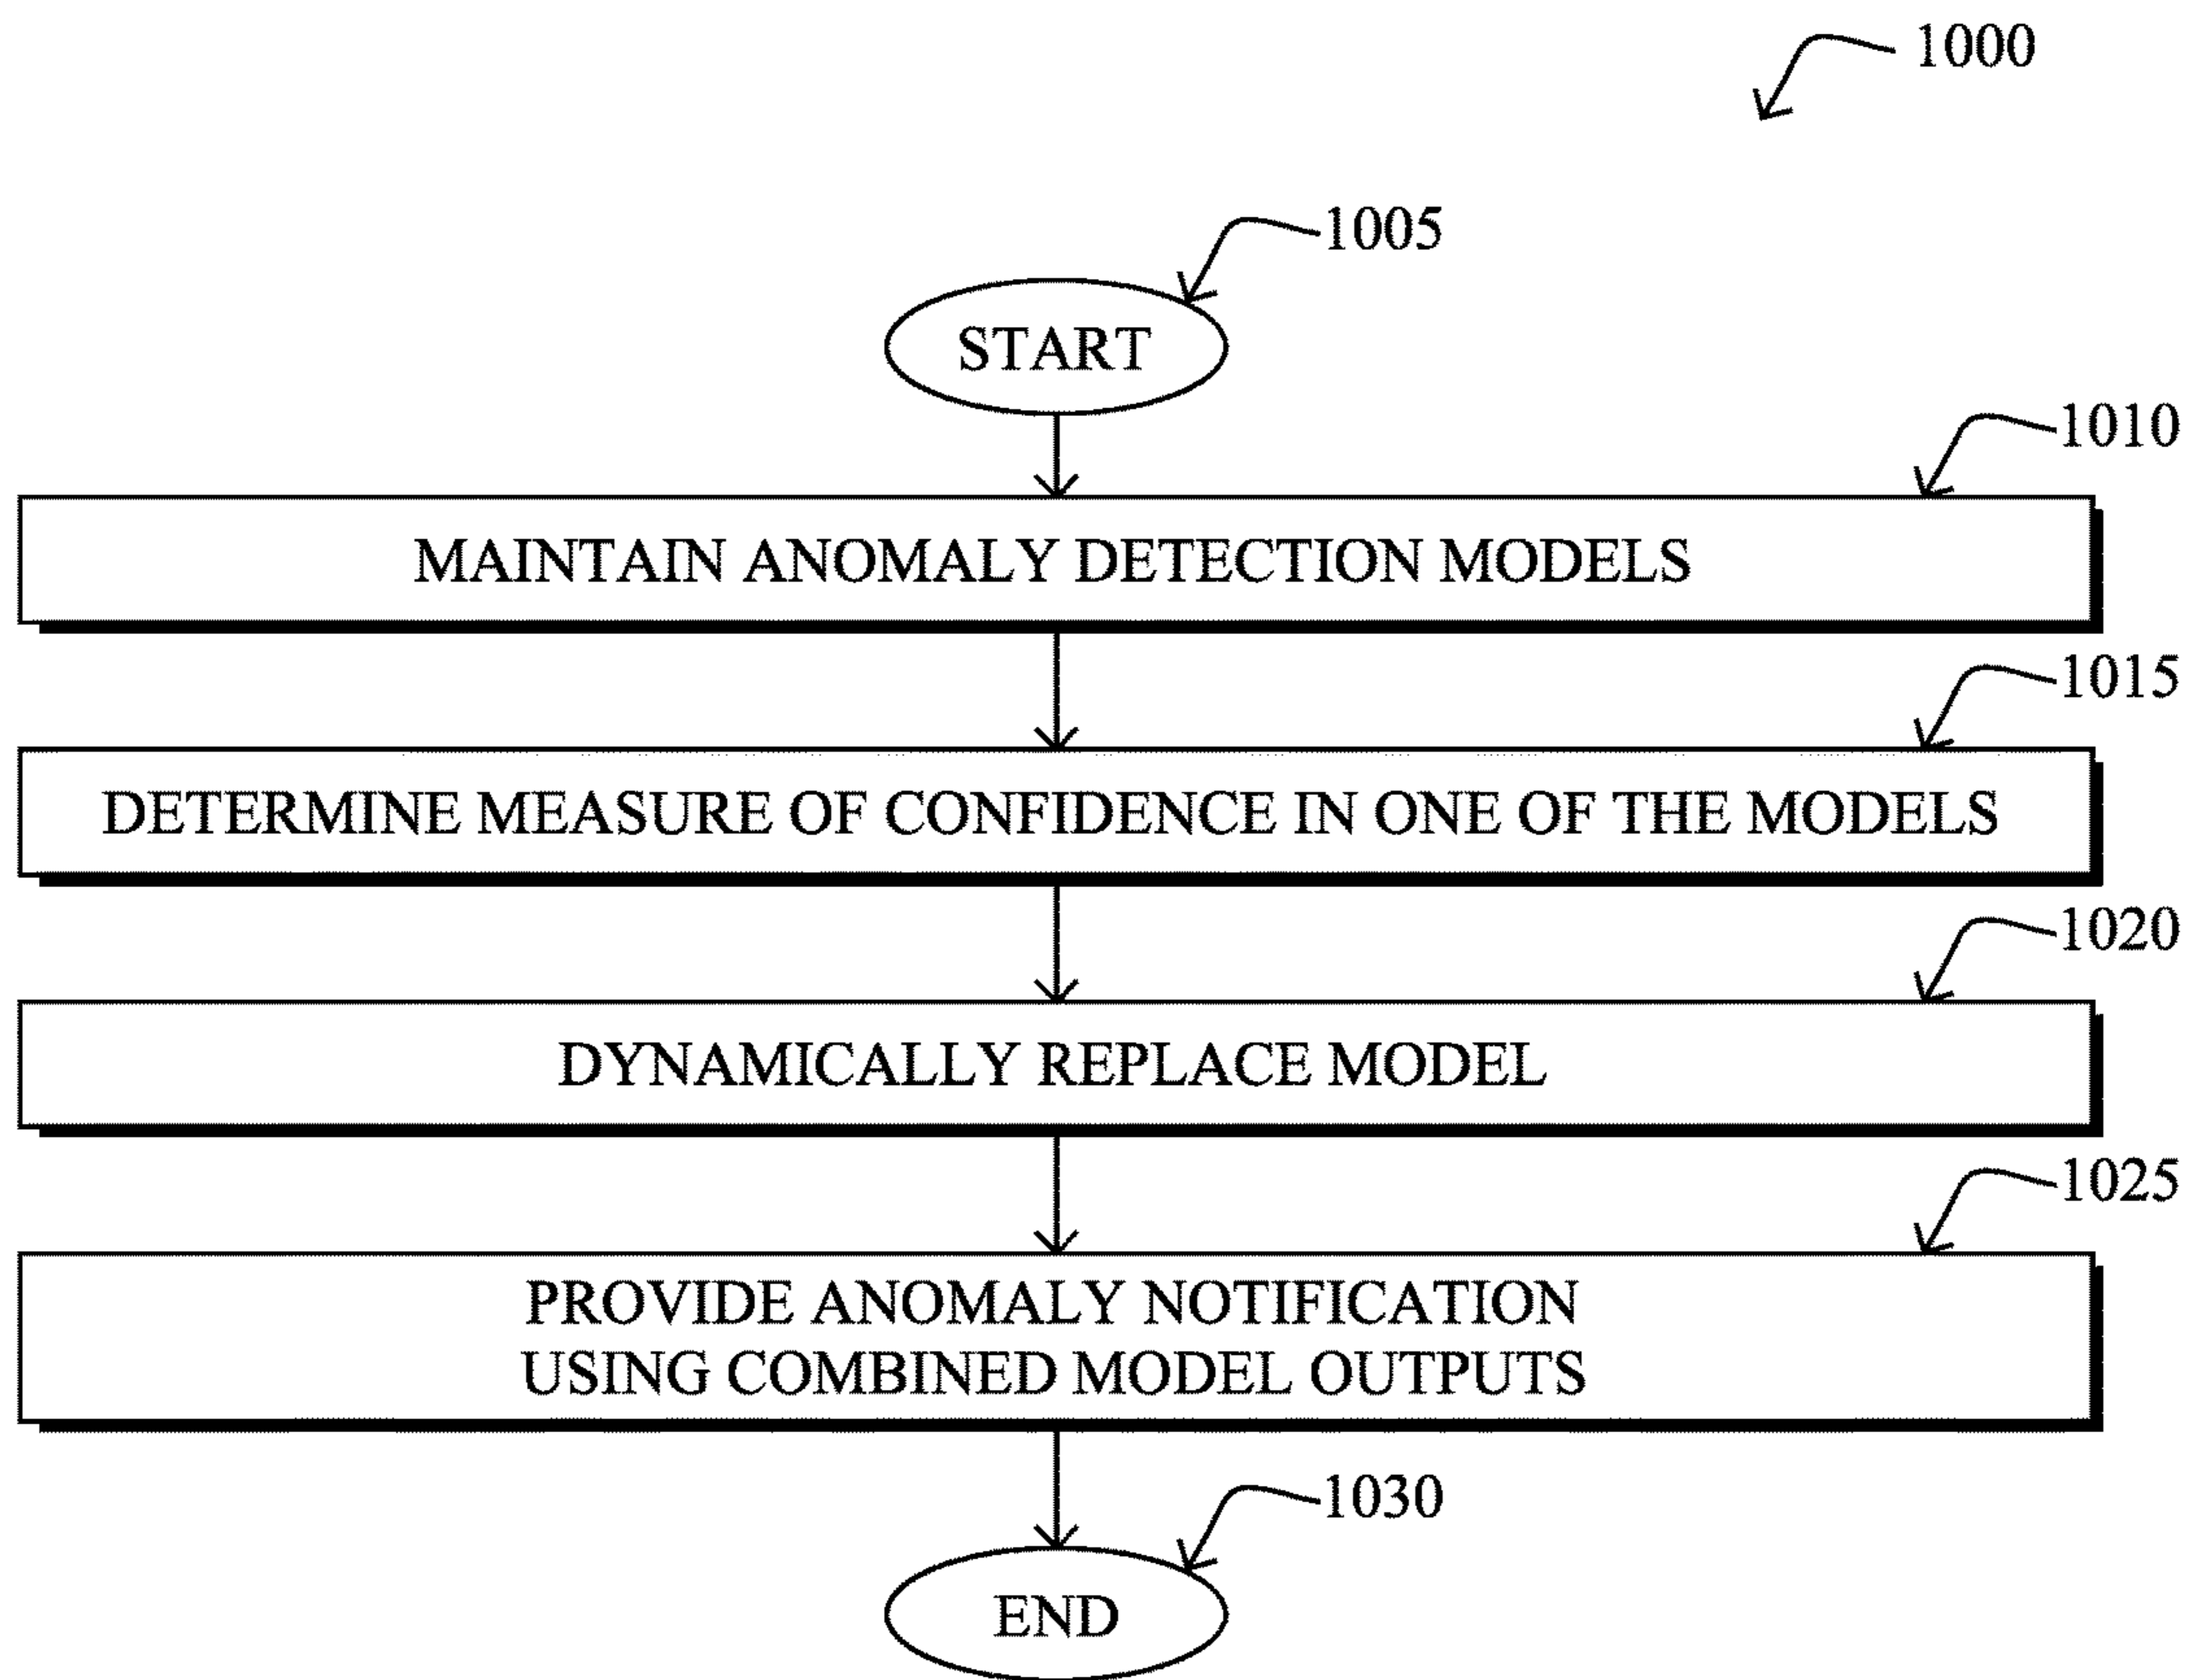 1000
1005
START
1010
MAINTAIN ANOMALY DETECTION MODELS
1015
DETERMINE MEASURE OF CONFIDENCE IN ONE OF THE MODELS
1020
DYNAMICALLY REPLACE MODEL
1025
PROVIDE ANOMALY NOTIFICATION
USING COMBINED MODEL OUTPUTS
1030
END